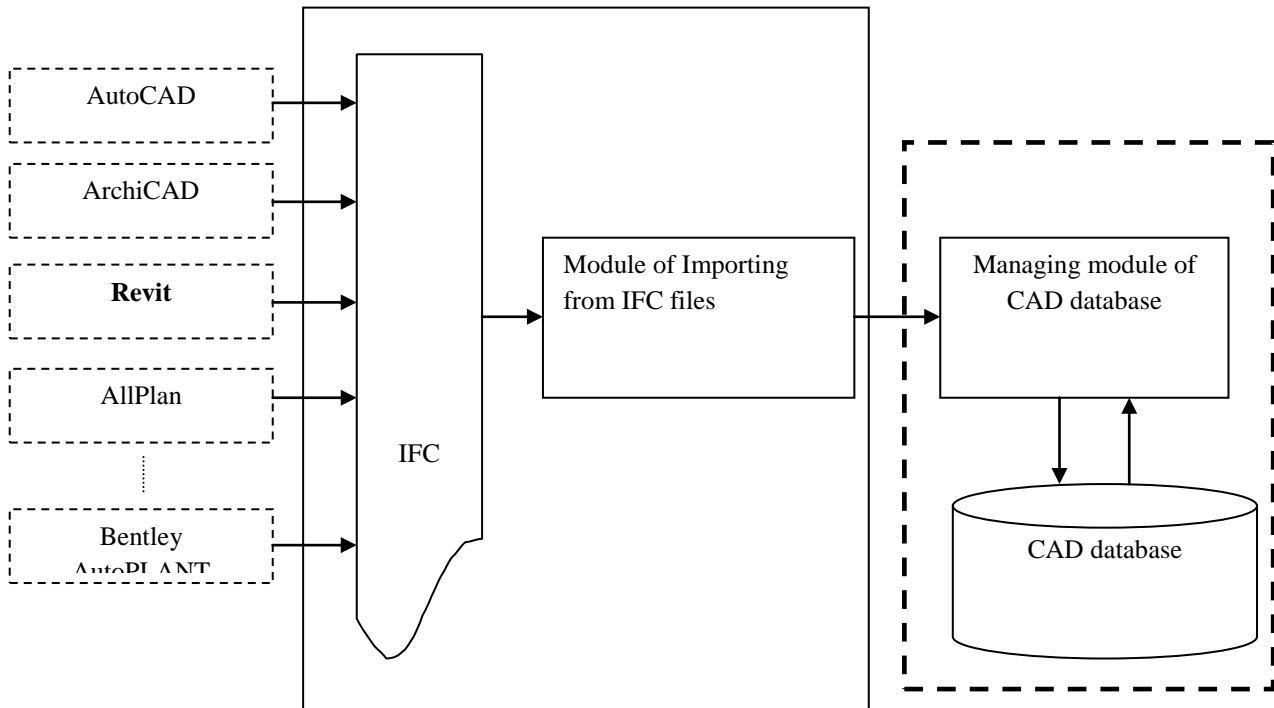 AutoCAD
ArchiCAD
Revit
AllPlan
Bentley
AutoPLANT
IFC
Module of Importing
from IFC files
Managing module of
CAD database
CAD database